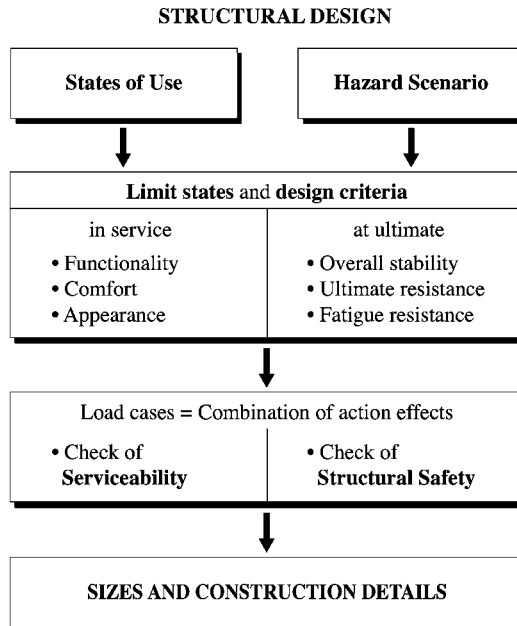 STRUCTURAL DESIGN
States of Use
Hazard Scenario
Limit states and design criteria
in service
• Functionality
• Comfort
• Appearance
at ultimate
• Overall stability
• Ultimate resistance
• Fatigue resistance
Load cases = Combination of action effects
• Check of
Serviceability
• Check of
Structural Safety
SIZES AND CONSTRUCTION DETAILS